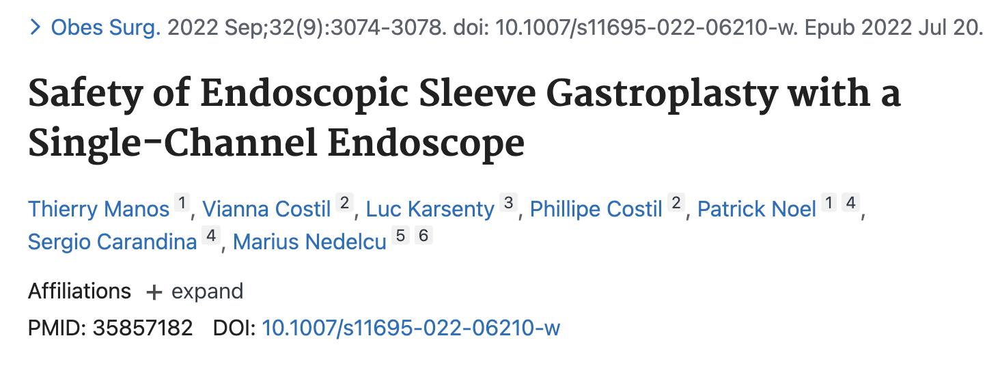 > Obes Surg. 2022 Sep;32(9):3074-3078. doi: 10.1007/s11695-022-06210-w. Epub 2022 Jul 20.
Safety of Endoscopic Sleeve Gastroplasty with a
Single-Channel Endoscope
Thierry Manos 1, Vianna Costil 2, Luc Karsenty 3, Phillipe Costil 2, Patrick Noel 1 4,
Sergio Carandina 4, Marius Nedelcu 5 6
Affiliations + expand
PMID: 35857182 DOI: 10.1007/s11695-022-06210-w